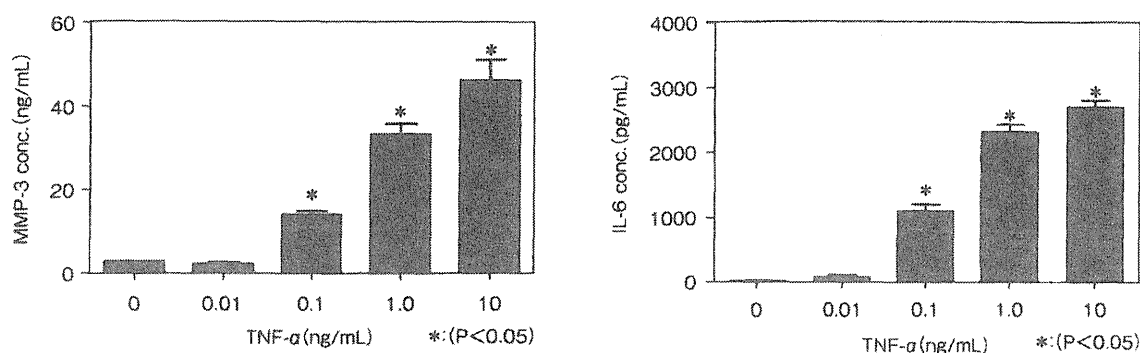 MMP-3 conc.(ng/mL)
60
40
20
0
*
*
*
0 0.01 0.1 1.0 10
TNF-α(ng/mL) *:(P<0.05)
IL-6 conc.(pg/mL)
4000
3000
2000
1000
0
*
*
*
0 0.01 0.1 1.0 10
TNF-α(ng/mL) *:(P<0.05)